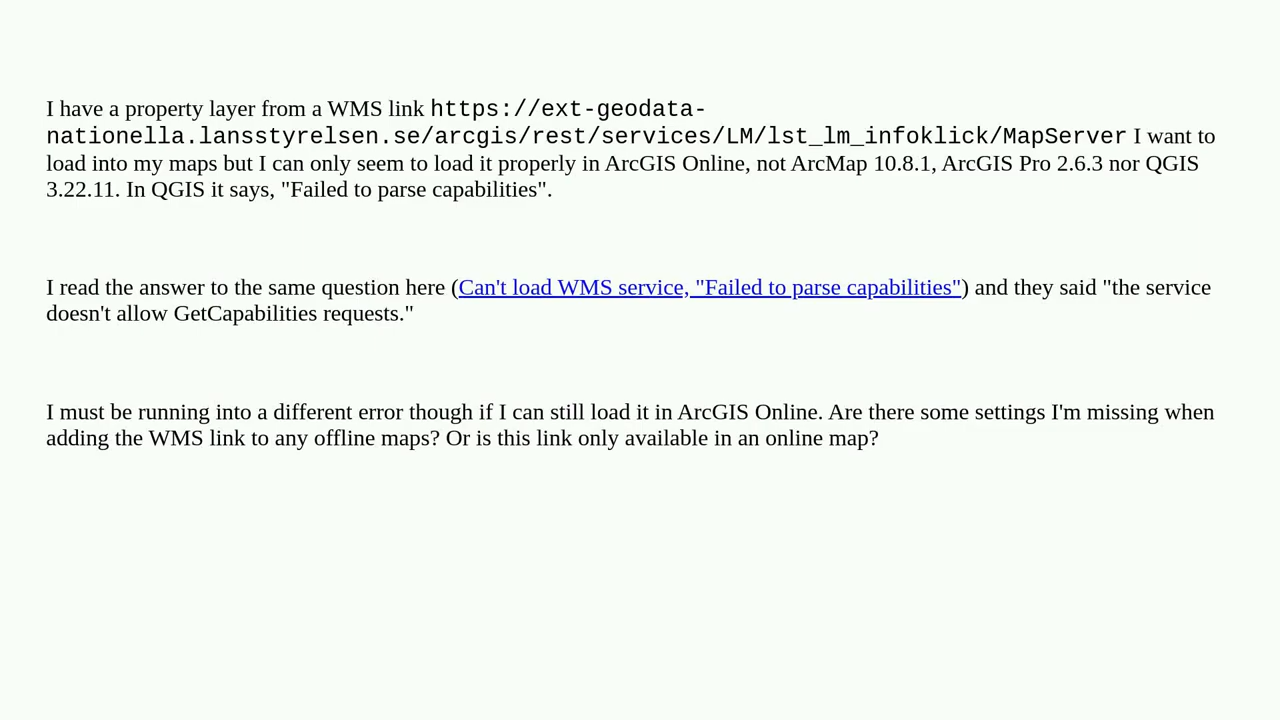 I have a property layer from a WMS link https://ext-geodata-
nationella.lansstyrelsen.se/arcgis/rest/services/LM/lst_lm_infoklick/MapServer I want to
load into my maps but I can only seem to load it properly in ArcGIS Online, not ArcMap 10.8.1, ArcGIS Pro 2.6.3 nor QGIS
3.22.11. In QGIS it says, "Failed to parse capabilities".
I read the answer to the same question here (Can't load WMS service, "Failed to parse capabilities") and they said "the service
doesn't allow GetCapabilities requests."
I must be running into a different error though if I can still load it in ArcGIS Online. Are there some settings I'm missing when
adding the WMS link to any offline maps? Or is this link only available in an online map?